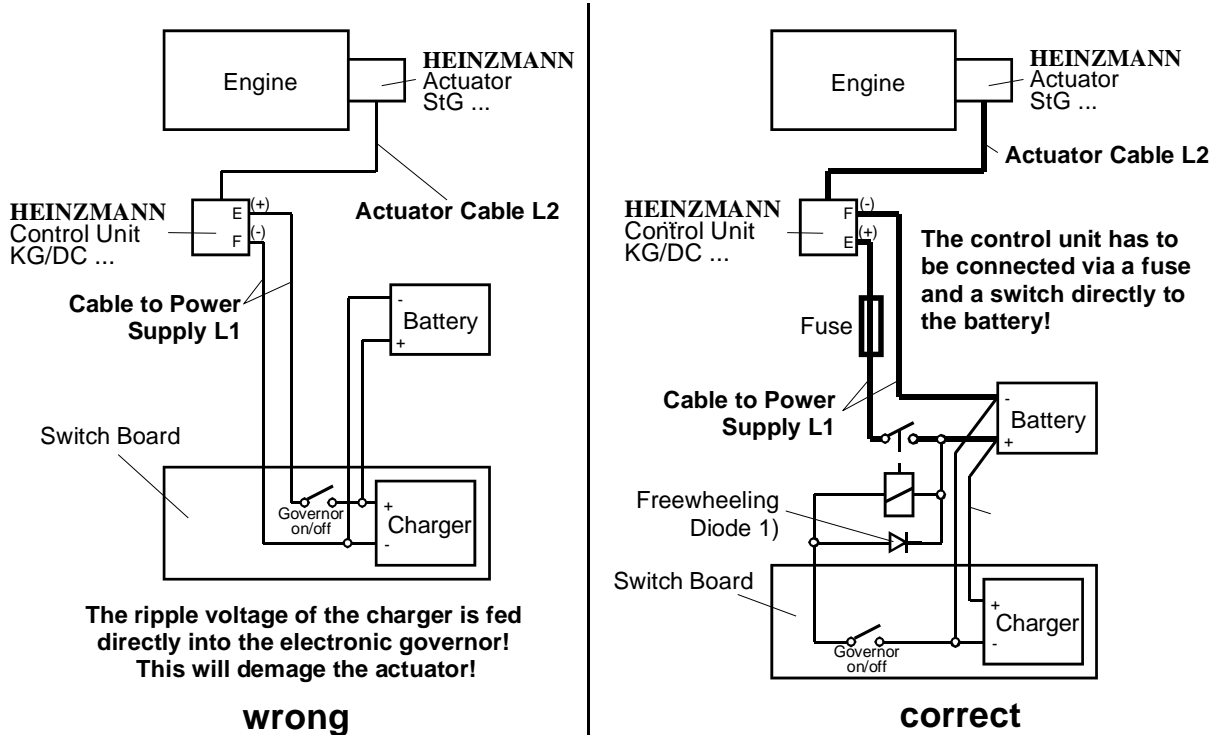 Engine
HEINZMANN
Actuator
StG ...
Actuator Cable L2
HEINZMANN
Control Unit
KG/DC ...
E
(+)
F
(-)
Cable to Power
Supply L1
-
Battery
+
Switch Board
Governor
on/off
+
Charger
-
The ripple voltage of the charger is fed
directly into the electronic governor!
This will demage the actuator!
wrong
Engine
HEINZMANN
Actuator
StG ...
Actuator Cable L2
HEINZMANN
Control Unit
KG/DC ...
F
(-)
E
(+)
The control unit has to
be connected via a fuse
and a switch directly to
the battery!
Fuse
Cable to Power
Supply L1
-
Battery
+
Freewheeling
Diode 1)
Switch Board
Governor
on/off
+
Charger
-
correct